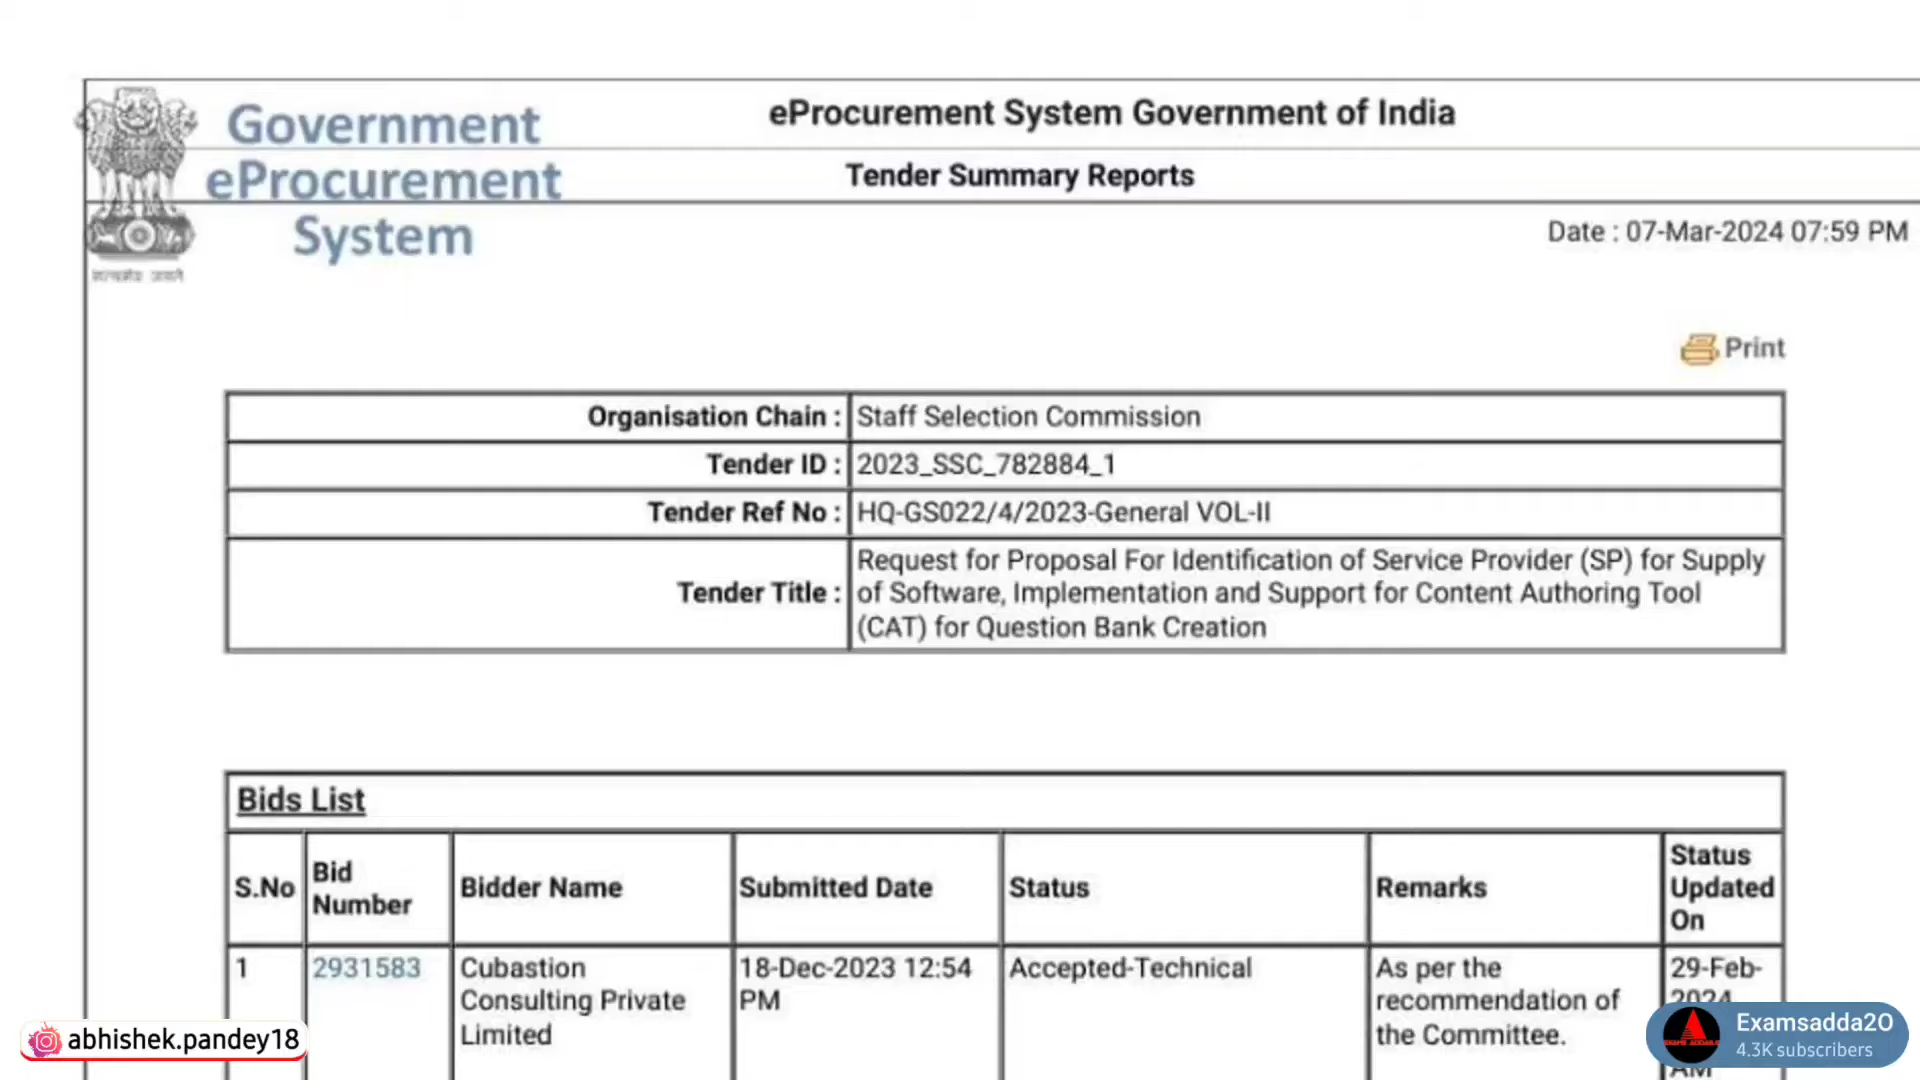 Government
eProcurement
System
eProcurement System Government of India
Tender Summary Reports
Date : 07-Mar-2024 07:59 PM
सत्यमेव जयते
Print
Organisation Chain : Staff Selection Commission
Tender ID : 2023_SSC_782884_1
Tender Ref No : HQ-GS022/4/2023-General VOL-II
Tender Title : Request for Proposal For Identification of Service Provider (SP) for Supply
of Software, Implementation and Support for Content Authoring Tool
(CAT) for Question Bank Creation
Bids List
S.No
Bid
Number
Bidder Name
Submitted Date
Status
Remarks
Status
Updated
On
1
2931583
Cubastion
Consulting Private
Limited
18-Dec-2023 12:54
PM
Accepted-Technical
As per the
recommendation of
the Committee.
29-Feb-
2024
AM
abhishek.pandey18
Examsadda20
4.3K subscribers